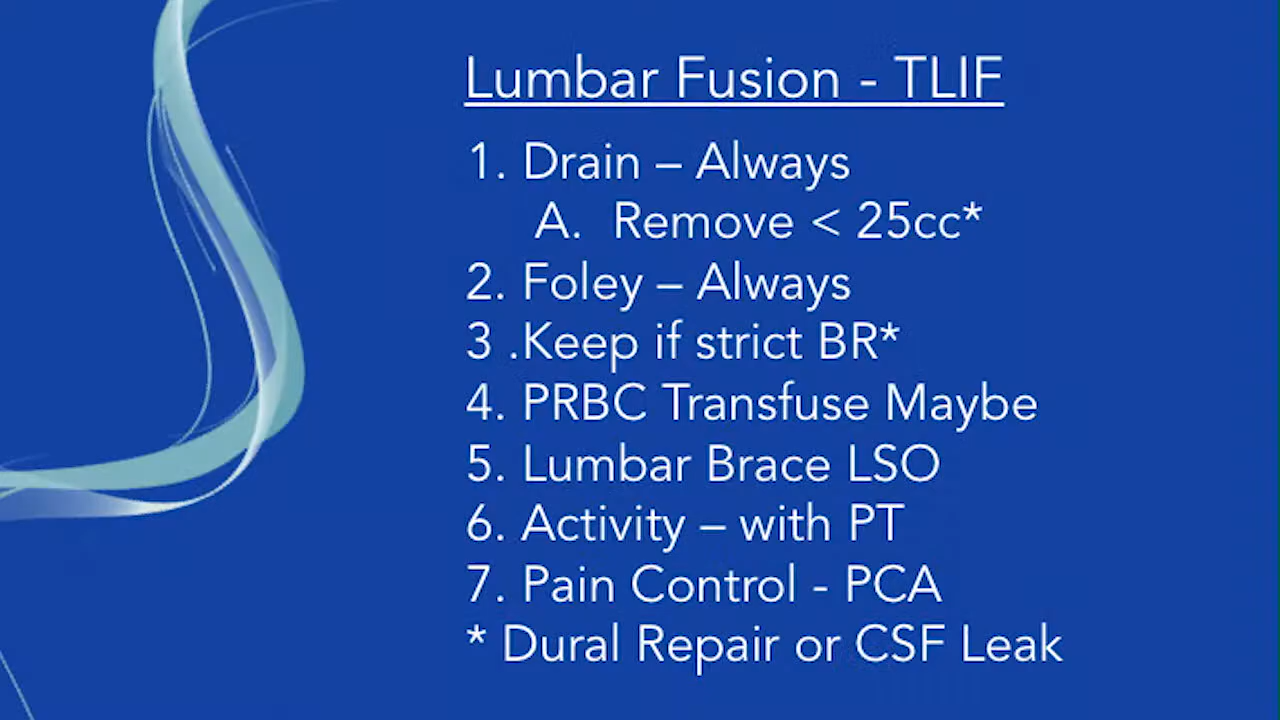 Lumbar Fusion - TLIF
1. Drain – Always
A. Remove < 25cc*
2. Foley – Always
3 .Keep if strict BR*
4. PRBC Transfuse Maybe
5. Lumbar Brace LSO
6. Activity – with PT
7. Pain Control - PCA
* Dural Repair or CSF Leak